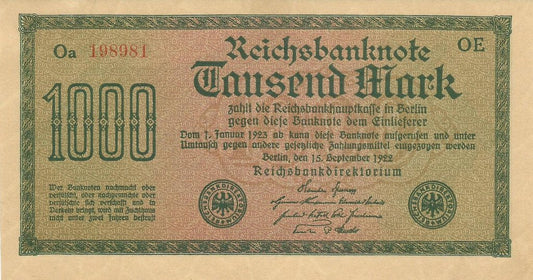 Oa 198981
OE
Reichsbanknote
Tausend Mark
1000
zahlt die Reichsbankhauptkasse in Berlin
gegen diese Banknote dem Einlieferer
Vom 1. Januar 1923 ab kann diese Banknote aufgerufen und unter
Umtausch gegen andere gesetzliche Zahlungsmittel eingezogen werden
Berlin, den 15. September 1922
Reichsbankdirektorium
Wer Banknoten nachmacht oder
verfälscht, oder nachgemachte oder
verfälschte sich verschafft und in
Verkehr bringt, wird mit Zuchthaus
nicht unter zwei Jahren bestraft